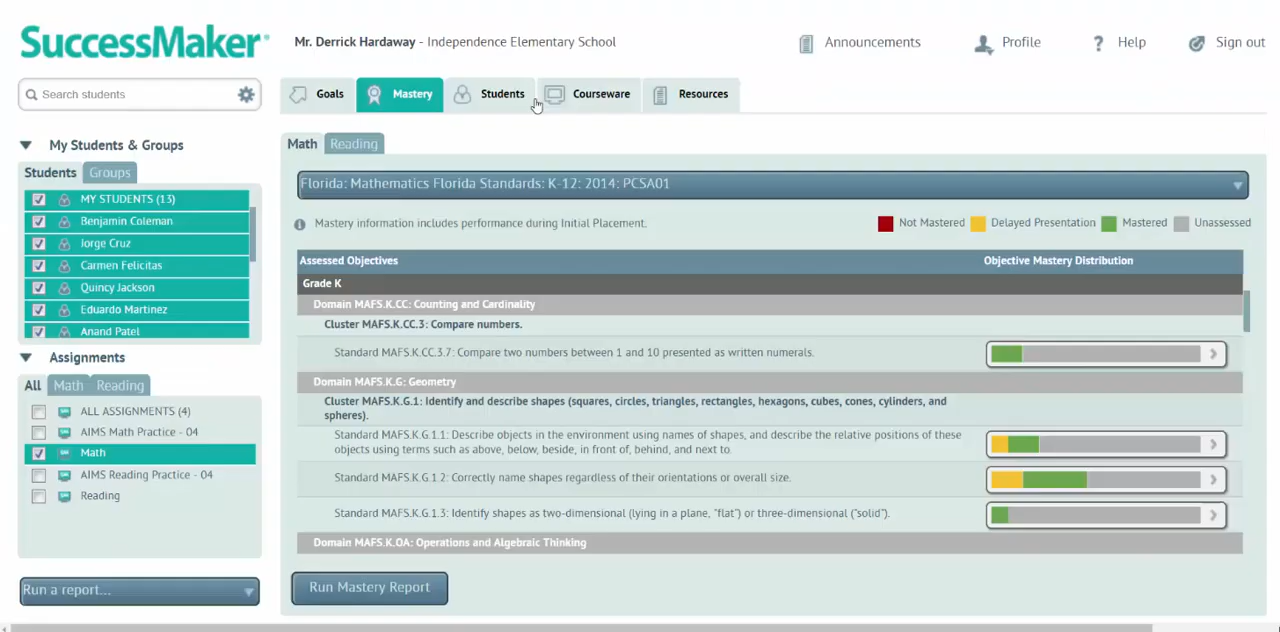 SuccessMaker
Mr. Derrick Hardaway - Independence Elementary School
Announcements
Profile
? Help
Sign out
Search students
Goals
Mastery
Students
Courseware
Resources
My Students & Groups
Students Groups
MY STUDENTS (13)
Benjamin Coleman
Jorge Cruz
Carmen Felicitas
Quincy Jackson
Eduardo Martinez
Anand Patel
Assignments
All Math Reading
ALL ASSIGNMENTS (4)
AIMS Math Practice - 04
Math
AIMS Reading Practice - 04
Reading
Run a report...
Math Reading
Florida: Mathematics Florida Standards: K-12: 2014: PCSA01
Mastery information includes performance during Initial Placement.
Not Mastered
Delayed Presentation
Mastered
Unassessed
Assessed Objectives
Objective Mastery Distribution
Grade K
Domain MAFS.K.CC: Counting and Cardinality
Cluster MAFS.K.CC.3: Compare numbers.
Standard MAFS.K.CC.3.7: Compare two numbers between 1 and 10 presented as written numerals.
Domain MAFS.K.G: Geometry
Cluster MAFS.K.G.1: Identify and describe shapes (squares, circles, triangles, rectangles, hexagons, cubes, cones, cylinders, and
spheres).
Standard MAFS.K.G.1.1: Describe objects in the environment using names of shapes, and describe the relative positions of these
objects using terms such as above, below, beside, in front of, behind, and next to.
Standard MAFS.K.G.1.2: Correctly name shapes regardless of their orientations or overall size.
Standard MAFS.K.G.1.3: Identify shapes as two-dimensional (lying in a plane, "flat") or three-dimensional ("solid").
Domain MAFS.K.OA: Operations and Algebraic Thinking
Run Mastery Report